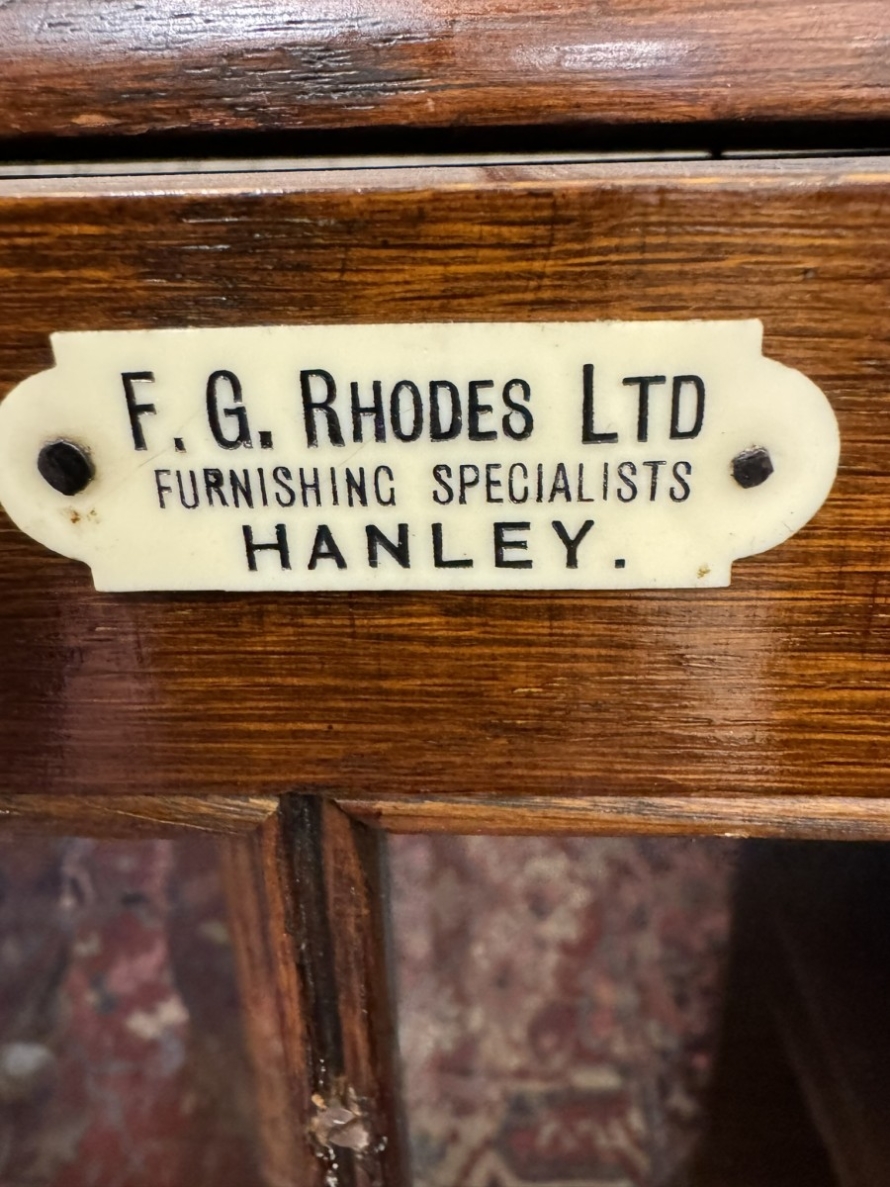 F. G. RHODES LTD
FURNISHING SPECIALISTS
HANLEY.